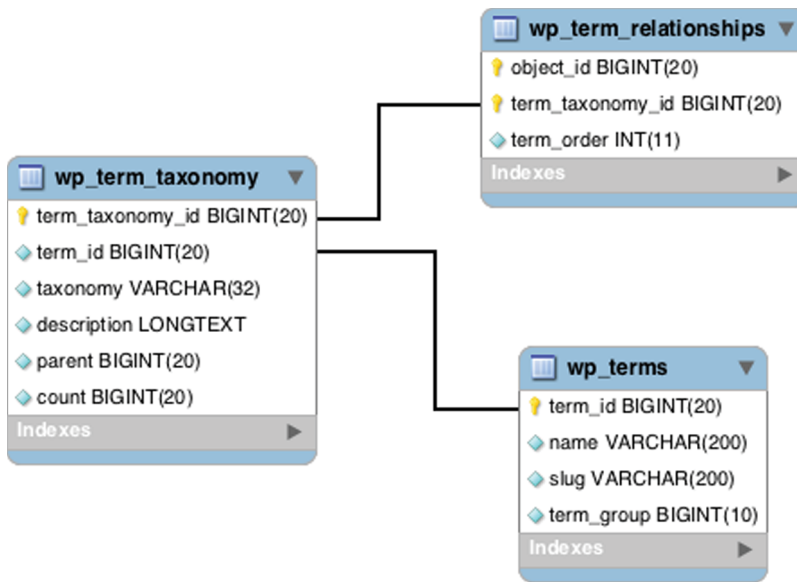 wp_term_relationships
object_id BIGINT(20)
term_taxonomy_id BIGINT(20)
term_order INT(11)
Indexes
wp_term_taxonomy
term_taxonomy_id BIGINT(20)
term_id BIGINT(20)
taxonomy VARCHAR(32)
description LONGTEXT
parent BIGINT(20)
count BIGINT(20)
Indexes
wp_terms
term_id BIGINT(20)
name VARCHAR(200)
slug VARCHAR(200)
term_group BIGINT(10)
Indexes